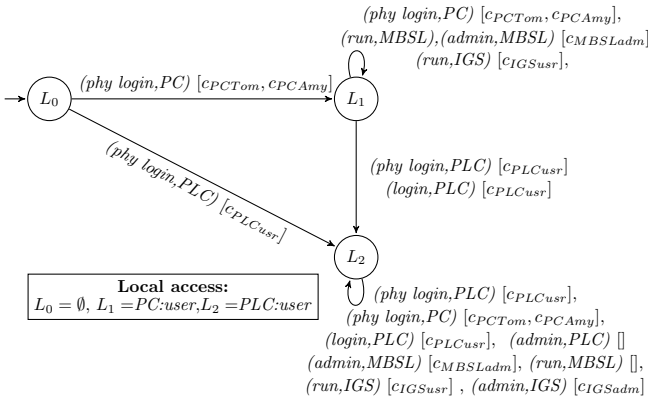 (phy login,PC) [c_PCTom, c_PCAmy],
(run,MBSL),(admin,MBSL) [c_MBSLadm]
(run,IGS) [c_IGSusr],
(phy login,PC) [c_PCTom, c_PCAmy]
L_0
L_1
(phy login,PLC) [c_PLCusr]
(phy login,PLC) [c_PLCusr]
(login,PLC) [c_PLCusr]
L_2
Local access:
L_0 = ∅, L_1 =PC:user,L_2 =PLC:user
(phy login,PLC) [c_PLCusr],
(phy login,PC) [c_PCTom, c_PCAmy],
(login,PLC) [c_PLCusr], (admin,PLC) []
(admin,MBSL) [c_MBSLadm], (run,MBSL) [],
(run,IGS) [c_IGSusr] , (admin,IGS) [c_IGSadm]